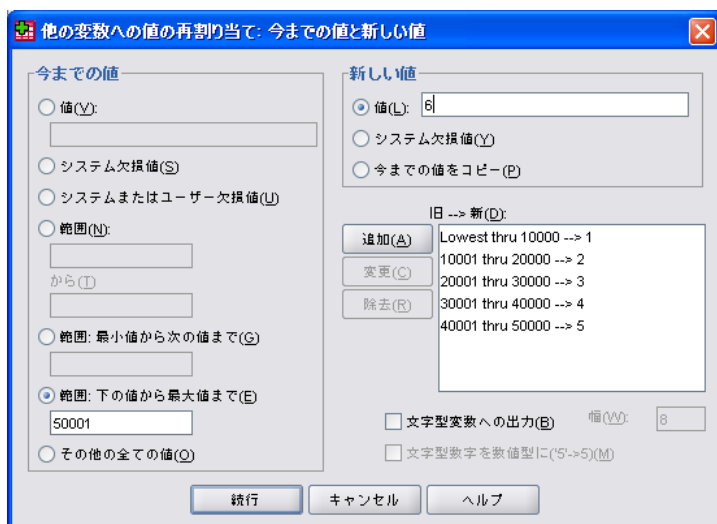 他の変数への値の再割り当て: 今までの値と新しい値
今までの値
値(V):
システム欠損値(S)
システムまたはユーザー欠損値(U)
範囲(N):
から(T)
範囲: 最小値から次の値まで(G)
範囲: 下の値から最大値まで(E)
50001
その他の全ての値(O)
新しい値
値(L): 6
システム欠損値(Y)
今までの値をコピー(P)
旧 --> 新(D):
追加(A)
変更(C)
除去(R)
Lowest thru 10000 --> 1
10001 thru 20000 --> 2
20001 thru 30000 --> 3
30001 thru 40000 --> 4
40001 thru 50000 --> 5
文字型変数への出力(B) 幅(W): 8
文字型数字を数値型に('5'->5)(M)
続行 キャンセル ヘルプ